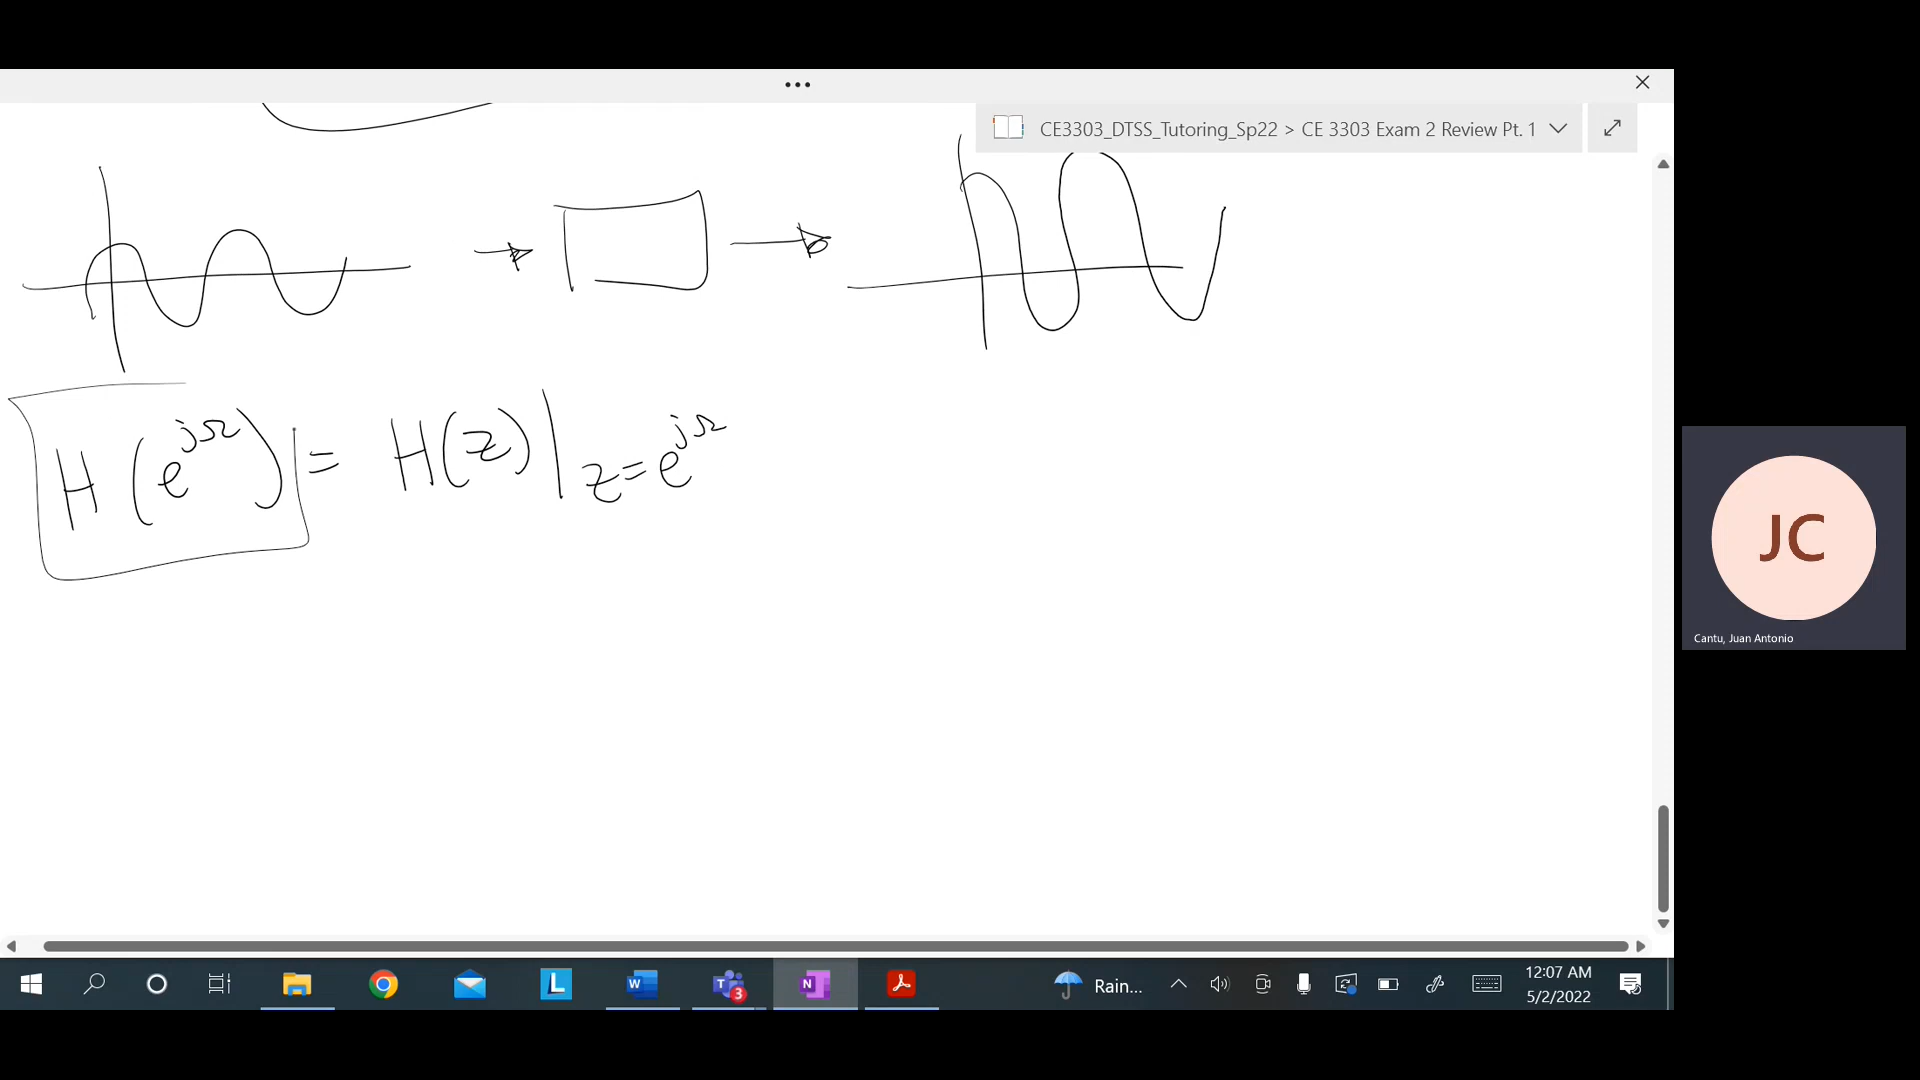 CE3303_DTSS_Tutoring_Sp22 > CE 3303 Exam 2 Review Pt. 1
H(e^{jΩ}) = H(z)|_{z=e^{jΩ}}
JC
Cantu, Juan Antonio
Rain...
12:07 AM
5/2/2022
3